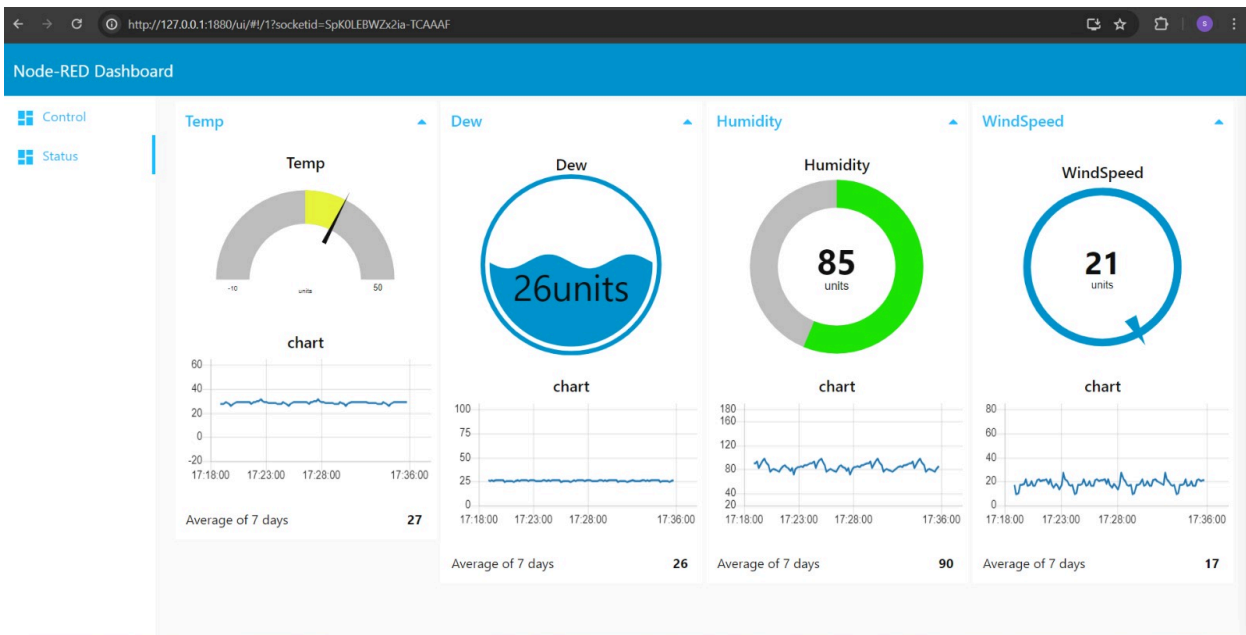 http://127.0.0.1:1880/ui/#!/1?socketid=SpK0LEBWZx2ia-TCAAAF
s
Node-RED Dashboard
Control
Status
Temp
Temp
-10
units
50
chart
60
40
20
0
-20
17:18:00 17:23:00 17:28:00 17:36:00
Average of 7 days 27
Dew
Dew
26units
chart
100
75
50
25
0
17:18:00 17:23:00 17:28:00 17:36:00
Average of 7 days 26
Humidity
Humidity
85
units
chart
180
160
120
80
40
20
17:18:00 17:23:00 17:28:00 17:36:00
Average of 7 days 90
WindSpeed
WindSpeed
21
units
chart
80
60
40
20
0
17:18:00 17:23:00 17:28:00 17:36:00
Average of 7 days 17